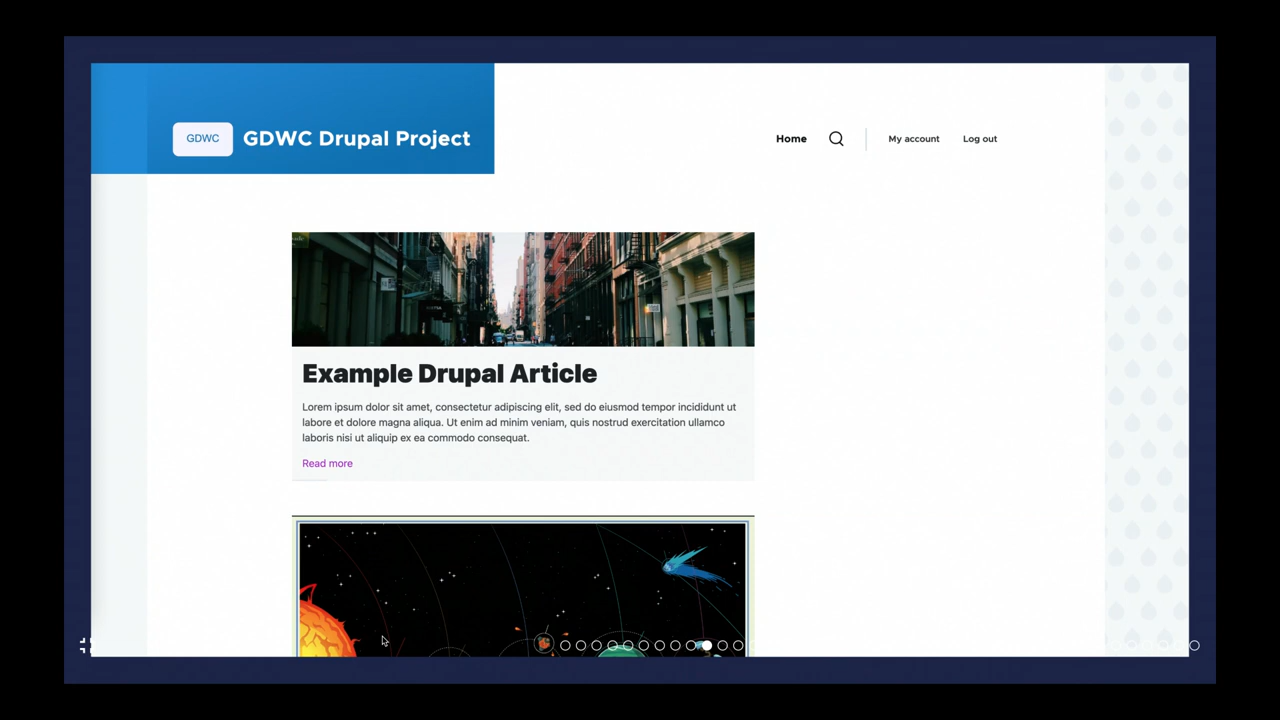 GDWC
GDWC Drupal Project
Home
My account
Log out
Example Drupal Article
Lorem ipsum dolor sit amet, consectetur adipiscing elit, sed do eiusmod tempor incididunt ut
labore et dolore magna aliqua. Ut enim ad minim veniam, quis nostrud exercitation ullamco
laboris nisi ut aliquip ex ea commodo consequat.
Read more